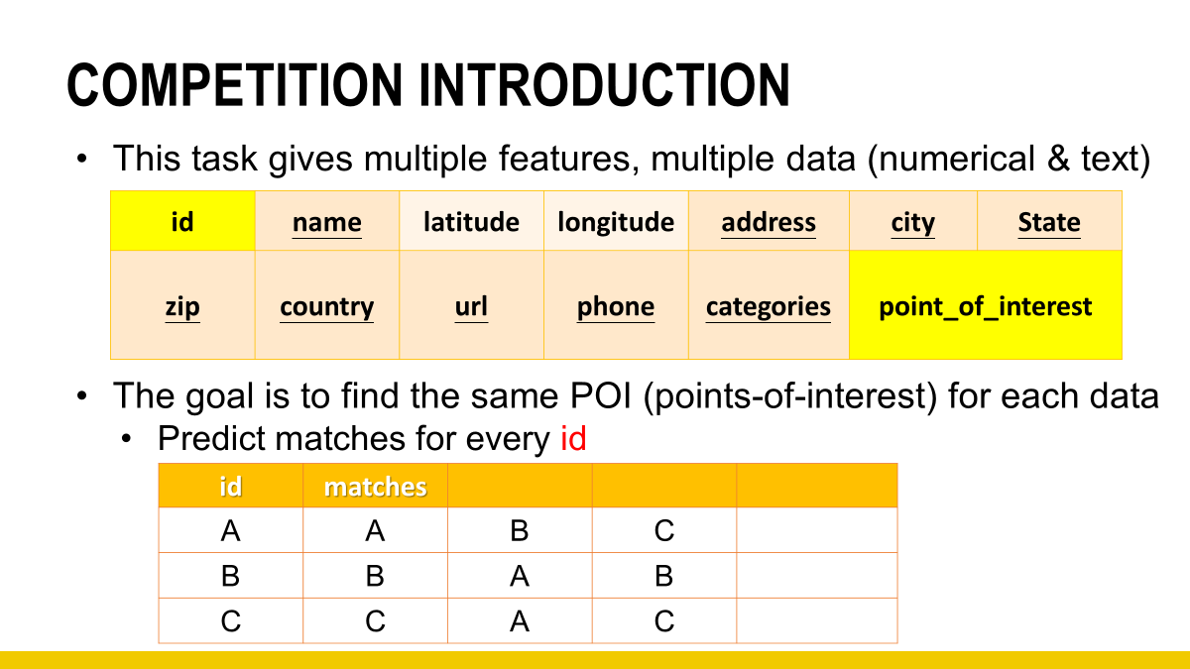 COMPETITION INTRODUCTION
• This task gives multiple features, multiple data (numerical & text)
id name latitude longitude address city State
zip country url phone categories point_of_interest
• The goal is to find the same POI (points-of-interest) for each data
• Predict matches for every id
id matches
A A B C
B B A B
C C A C